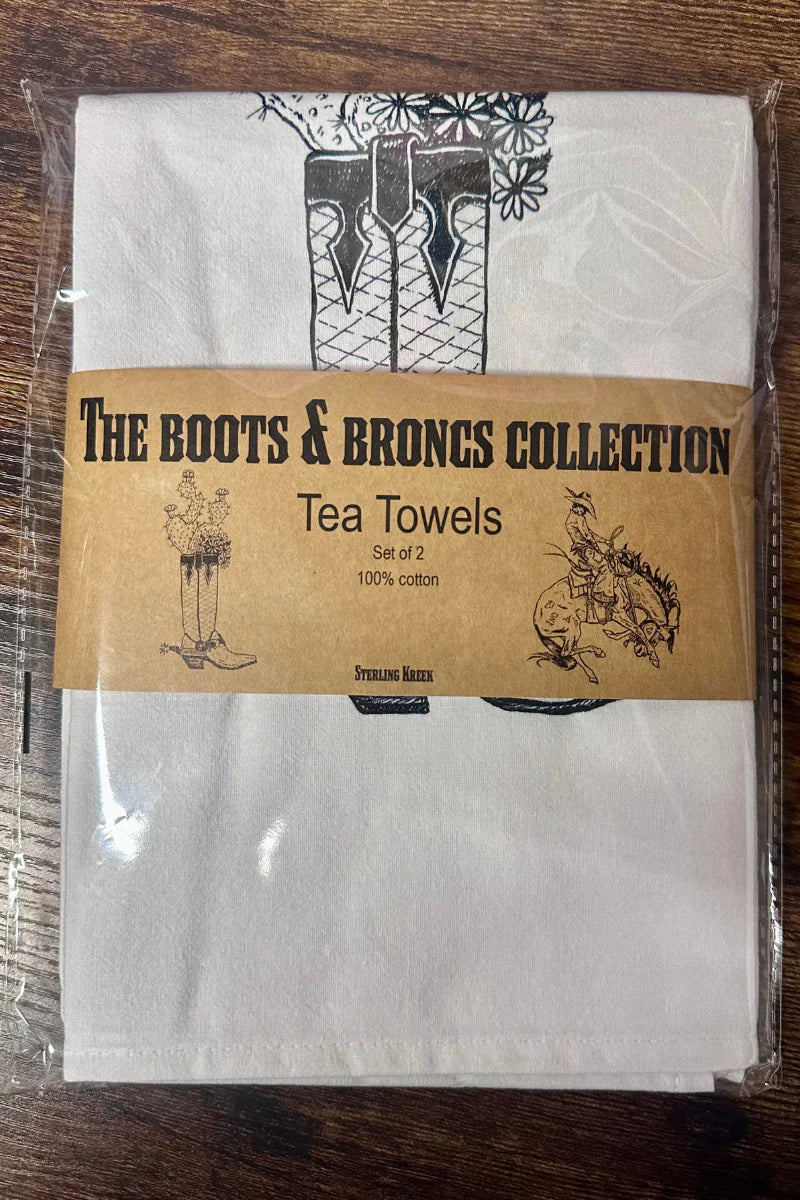 THE BOOTS & BRONCS COLLECTION
Tea Towels
Set of 2
100% cotton
STERLING KREEK